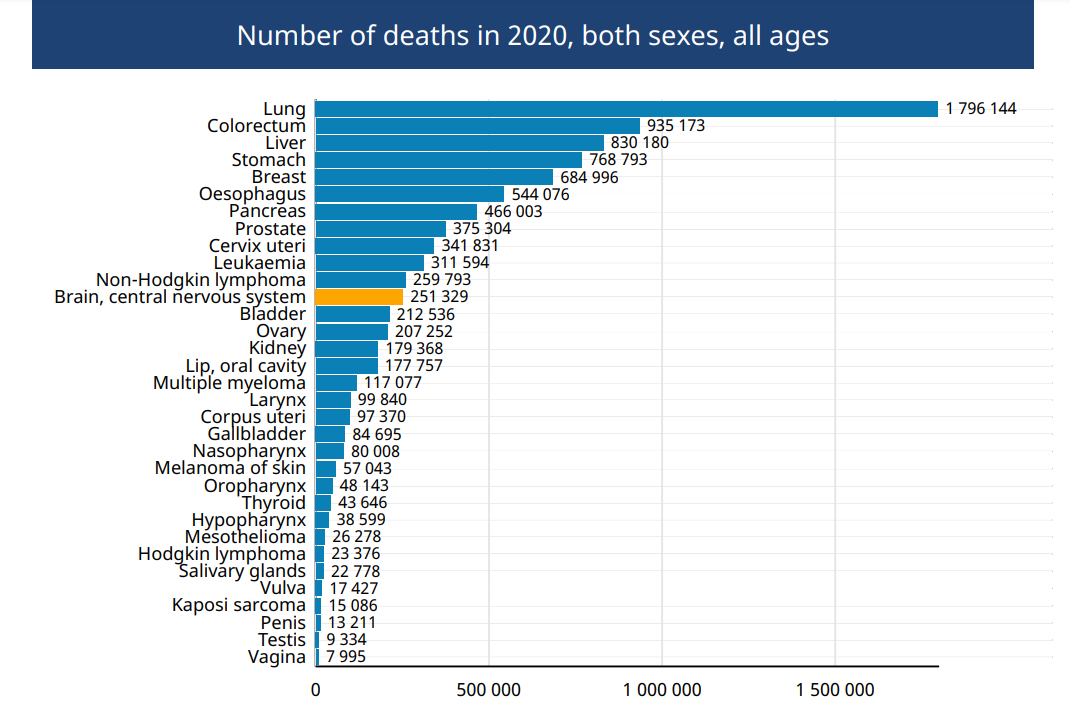 Number of deaths in 2020, both sexes, all ages
Lung 1 796 144
Colorectum 935 173
Liver 830 180
Stomach 768 793
Breast 684 996
Oesophagus 544 076
Pancreas 466 003
Prostate 375 304
Cervix uteri 341 831
Leukaemia 311 594
Non-Hodgkin lymphoma 259 793
Brain, central nervous system 251 329
Bladder 212 536
Ovary 207 252
Kidney 179 368
Lip, oral cavity 177 757
Multiple myeloma 117 077
Larynx 99 840
Corpus uteri 97 370
Gallbladder 84 695
Nasopharynx 80 008
Melanoma of skin 57 043
Oropharynx 48 143
Thyroid 43 646
Hypopharynx 38 599
Mesothelioma 26 278
Hodgkin lymphoma 23 376
Salivary glands 22 778
Vulva 17 427
Kaposi sarcoma 15 086
Penis 13 211
Testis 9 334
Vagina 7 995
0 500 000 1 000 000 1 500 000